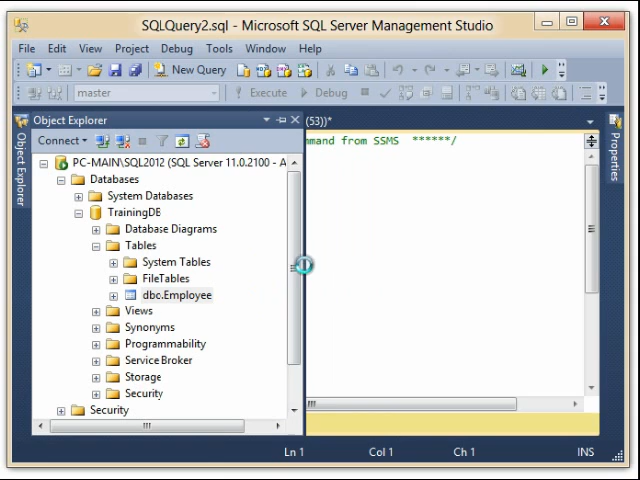 SQLQuery2.sql - Microsoft SQL Server Management Studio
File Edit View Project Debug Tools Window Help
New Query
master Execute Debug
Object Explorer (53))*
Connect mmand from SSMS ******/
PC-MAIN\SQL2012 (SQL Server 11.0.2100 - A
Databases
System Databases
TrainingDB
Database Diagrams
Tables
System Tables
FileTables
dbo.Employee
Views
Synonyms
Programmability
Service Broker
Storage
Security
Security
Ln 1 Col 1 Ch 1 INS
Object Explorer
Properties